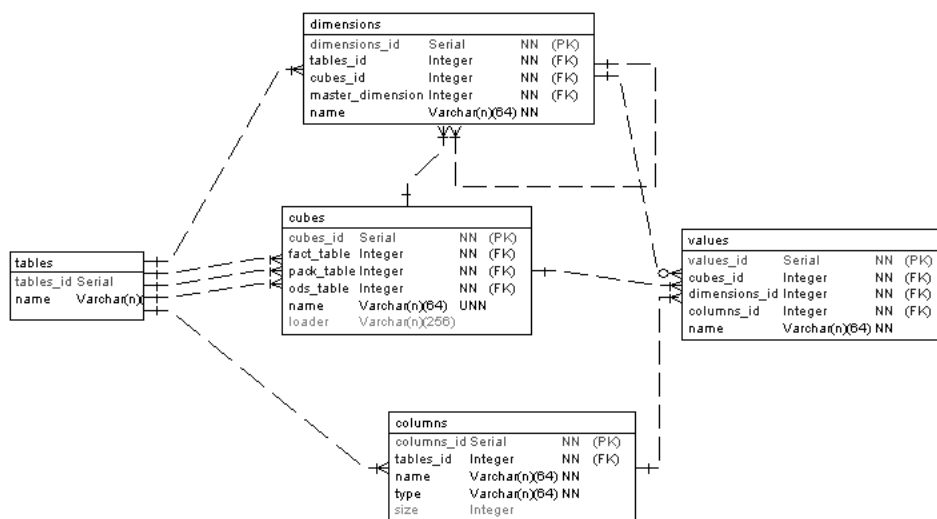 dimensions
dimensions_id Serial NN (PK)
tables_id Integer NN (FK)
cubes_id Integer NN (FK)
master_dimension Integer NN (FK)
name Varchar(n)(64) NN
cubes
cubes_id Serial NN (PK)
fact_table Integer NN (FK)
pack_table Integer NN (FK)
ods_table Integer NN (FK)
name Varchar(n)(64) UNN
loader Varchar(n)(256)
tables
tables_id Serial
name Varchar(n)(
values
values_id Serial NN (PK)
cubes_id Integer NN (FK)
dimensions_id Integer NN (FK)
columns_id Integer NN (FK)
name Varchar(n)(64) NN
columns
columns_id Serial NN (PK)
tables_id Integer NN (FK)
name Varchar(n)(64) NN
type Varchar(n)(64) NN
size Integer